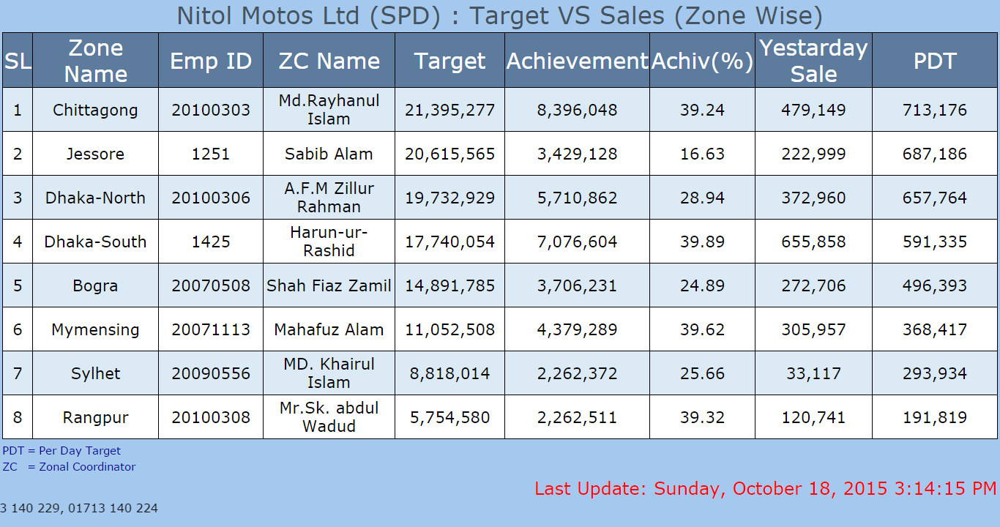 Nitol Motos Ltd (SPD) : Target VS Sales (Zone Wise)
SL Zone Name Emp ID ZC Name Target Achievement Achiv(%) Yestarday Sale PDT
1 Chittagong 20100303 Md.Rayhanul Islam 21,395,277 8,396,048 39.24 479,149 713,176
2 Jessore 1251 Sabib Alam 20,615,565 3,429,128 16.63 222,999 687,186
3 Dhaka-North 20100306 A.F.M Zillur Rahman 19,732,929 5,710,862 28.94 372,960 657,764
4 Dhaka-South 1425 Harun-ur-Rashid 17,740,054 7,076,604 39.89 655,858 591,335
5 Bogra 20070508 Shah Fiaz Zamil 14,891,785 3,706,231 24.89 272,706 496,393
6 Mymensing 20071113 Mahafuz Alam 11,052,508 4,379,289 39.62 305,957 368,417
7 Sylhet 20090556 MD. Khairul Islam 8,818,014 2,262,372 25.66 33,117 293,934
8 Rangpur 20100308 Mr.Sk. abdul Wadud 5,754,580 2,262,511 39.32 120,741 191,819
PDT = Per Day Target
ZC = Zonal Coordinator
Last Update: Sunday, October 18, 2015 3:14:15 PM
3 140 229, 01713 140 224